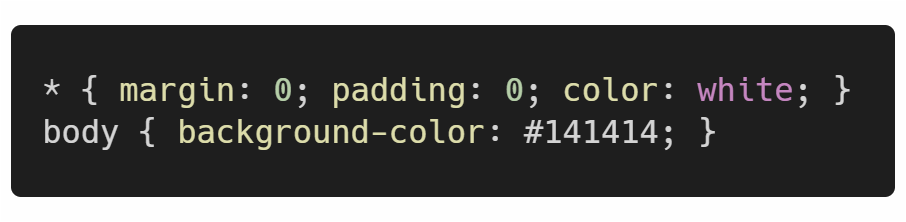 * { margin: 0; padding: 0; color: white; }
body { background-color: #141414; }